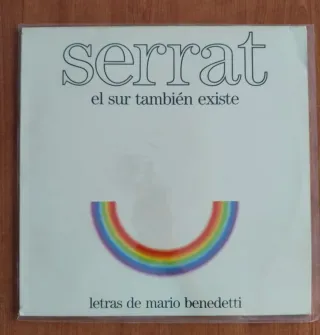 serrat
el sur también existe
letras de mario benedetti